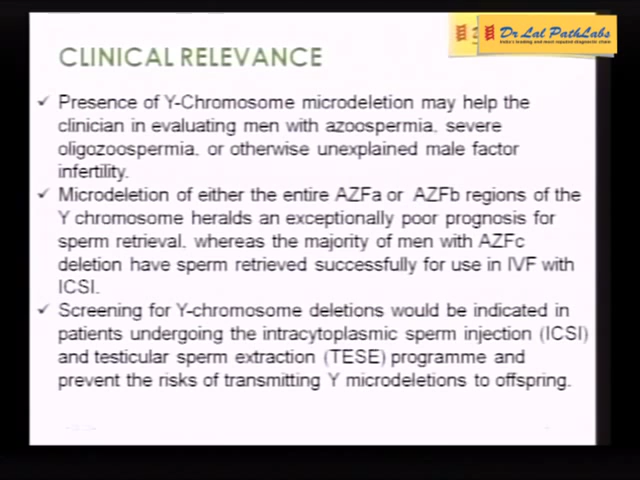 Dr Lal PathLabs
India's leading and most reputed diagnostic chain
CLINICAL RELEVANCE
✓ Presence of Y-Chromosome microdeletion may help the
clinician in evaluating men with azoospermia, severe
oligozoospermia, or otherwise unexplained male factor
infertility.
✓ Microdeletion of either the entire AZFa or AZFb regions of the
Y chromosome heralds an exceptionally poor prognosis for
sperm retrieval, whereas the majority of men with AZFc
deletion have sperm retrieved successfully for use in IVF with
ICSI.
✓ Screening for Y-chromosome deletions would be indicated in
patients undergoing the intracytoplasmic sperm injection (ICSI)
and testicular sperm extraction (TESE) programme and
prevent the risks of transmitting Y microdeletions to offspring.